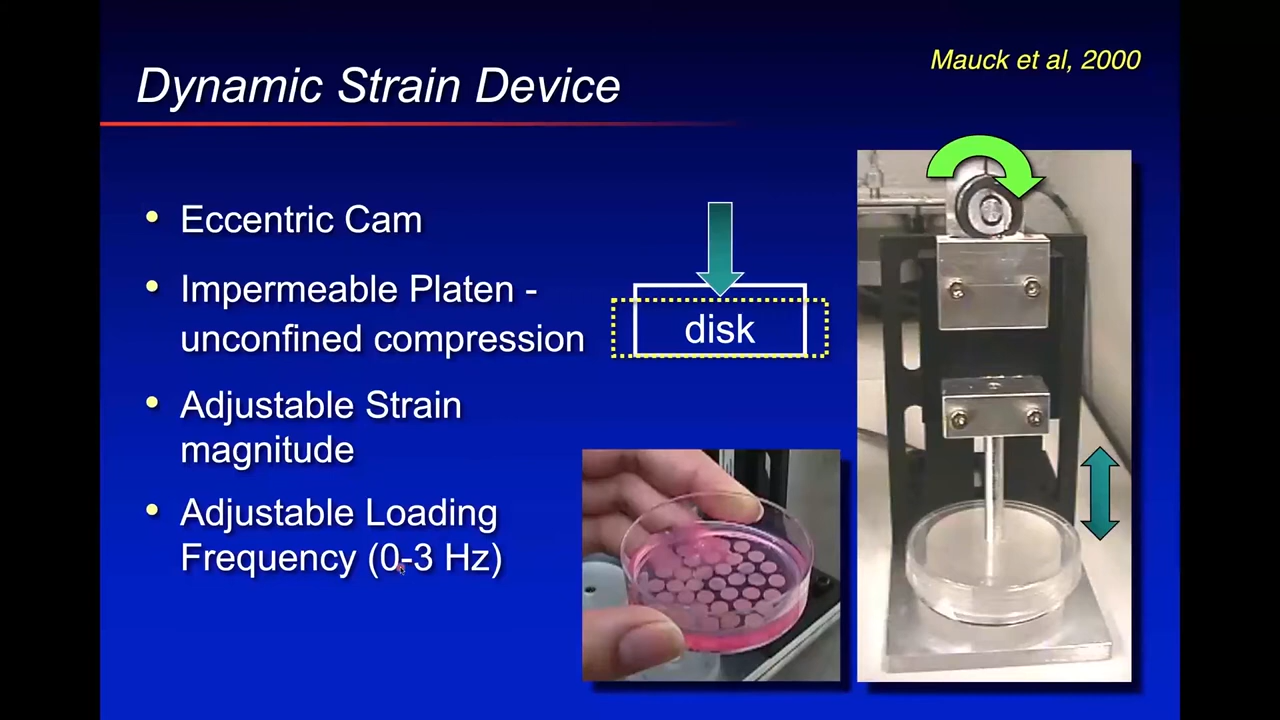 Mauck et al, 2000
Dynamic Strain Device
• Eccentric Cam
• Impermeable Platen -
unconfined compression
disk
• Adjustable Strain
magnitude
• Adjustable Loading
Frequency (0-3 Hz)